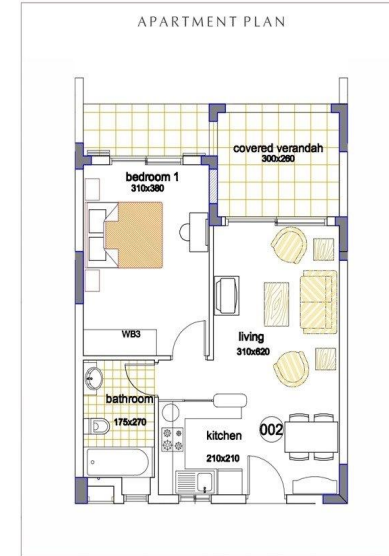 APARTMENT PLAN
covered verandah
300x260
bedroom 1
310x380
WB3
living
310x620
bathroom
175x270
kitchen
210x210
002